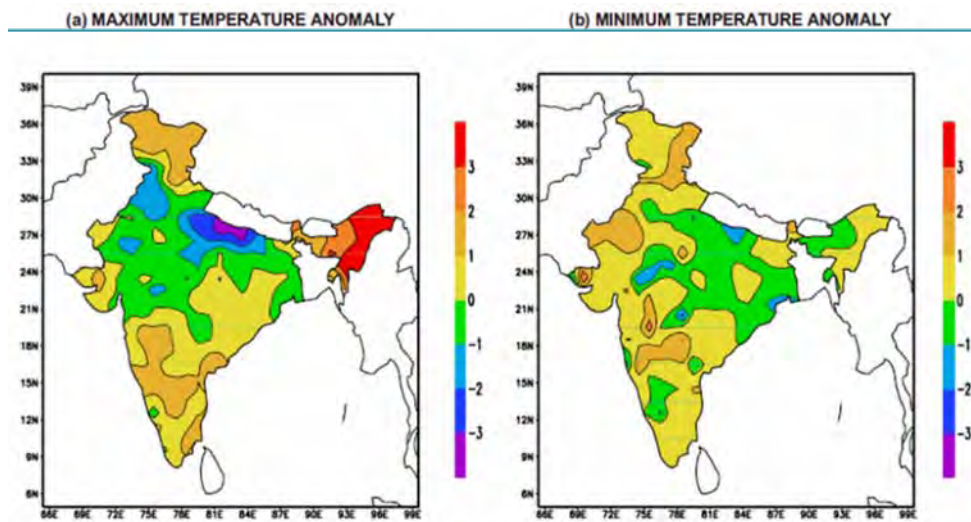 (a) MAXIMUM TEMPERATURE ANOMALY
(b) MINIMUM TEMPERATURE ANOMALY
39N
36N
33N
30N
27N
24N
21N
18N
15N
12N
9N
6N
66E 69E 72E 75E 78E 81E 84E 87E 90E 93E 96E 99E
3
2
1
0
-1
-2
-3
39N
36N
33N
30N
27N
24N
21N
18N
15N
12N
9N
6N
66E 69E 72E 75E 78E 81E 84E 87E 90E 93E 96E 99E
3
2
1
0
-1
-2
-3